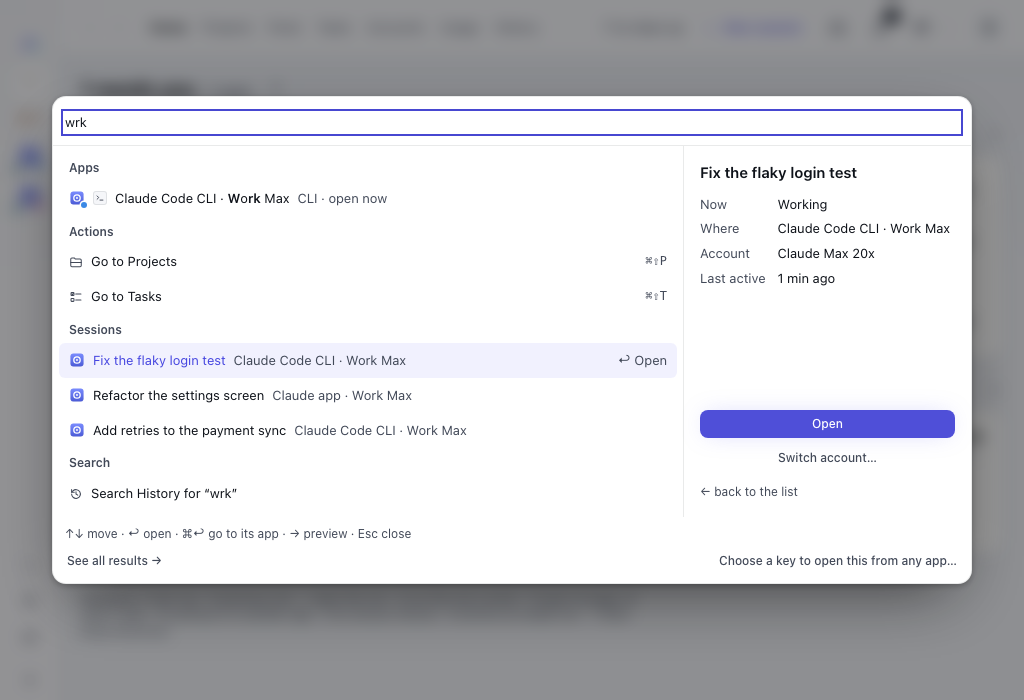 wrk
Apps
Claude Code CLI · Work Max CLI · open now
Actions
Go to Projects ⌘⇧P
Go to Tasks ⌘⇧T
Sessions
Fix the flaky login test Claude Code CLI · Work Max ↩ Open
Refactor the settings screen Claude app · Work Max
Add retries to the payment sync Claude Code CLI · Work Max
Search
Search History for “wrk”
Fix the flaky login test
Now Working
Where Claude Code CLI · Work Max
Account Claude Max 20x
Last active 1 min ago
Open
Switch account…
← back to the list
↑↓ move · ↩ open · ⌘↩ go to its app · → preview · Esc close
See all results →
Choose a key to open this from any app…